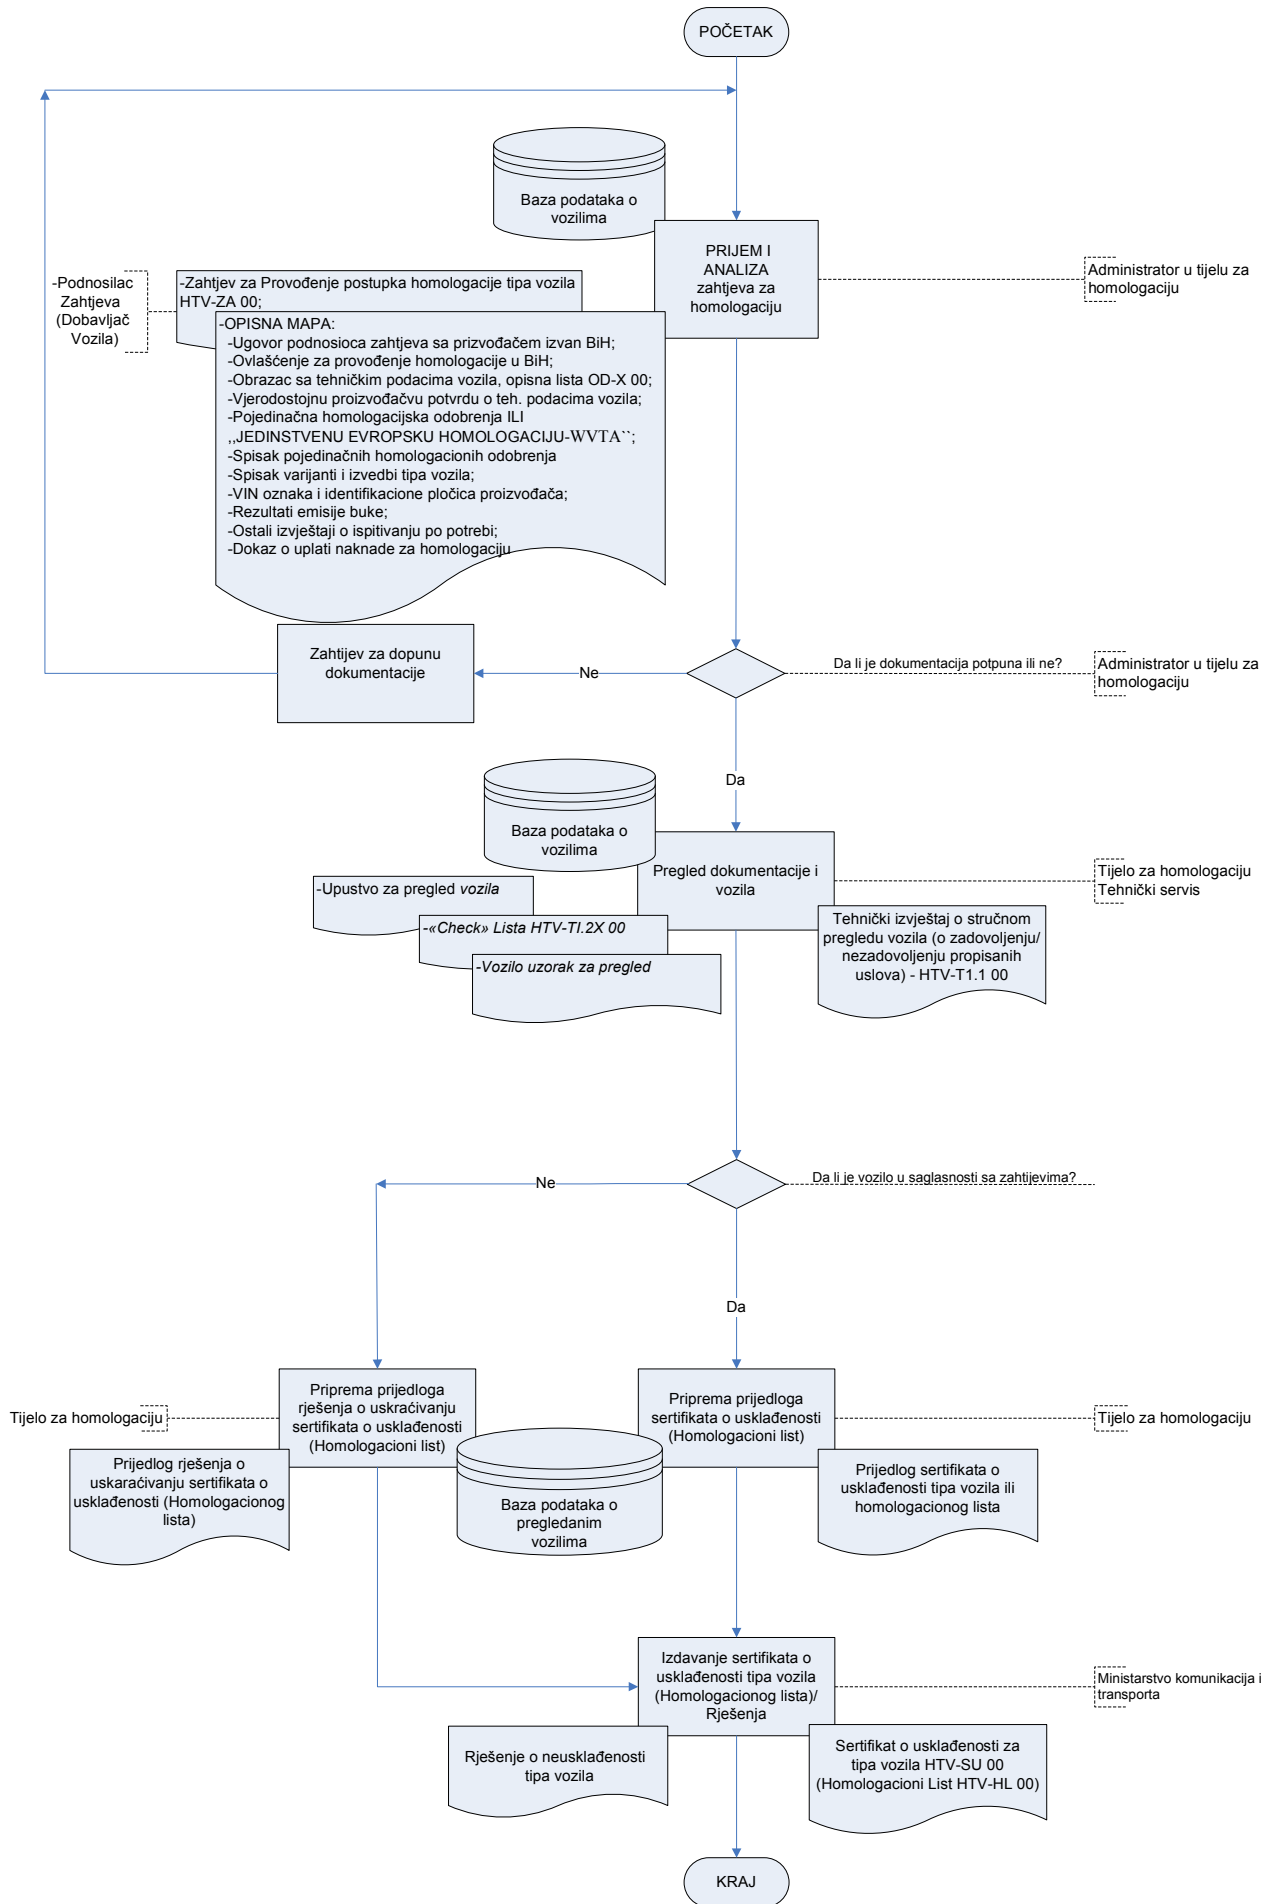 POČETAK
Baza podataka o
vozilima
PRIJEM I
ANALIZA
zahtjeva za
homologaciju
Administrator u tijelu za
homologaciju
-Podnosilac
Zahtjeva
(Dobavljač
Vozila)
-Zahtjev za Provođenje postupka homologacije tipa vozila
HTV-ZA 00;
-OPISNA MAPA:
-Ugovor podnosioca zahtjeva sa prizvođačem izvan BiH;
-Ovlašćenje za provođenje homologacije u BiH;
-Obrazac sa tehničkim podacima vozila, opisna lista OD-X 00;
-Vjerodostojnu proizvođačvu potvrdu o teh. podacima vozila;
-Pojedinačna homologacijska odobrenja ILI
,,JEDINSTVENU EVROPSKU HOMOLOGACIJU-WVTA``;
-Spisak pojedinačnih homologacionih odobrenja
-Spisak varijanti i izvedbi tipa vozila;
-VIN oznaka i identifikacione pločica proizvođača;
-Rezultati emisije buke;
-Ostali izvještaji o ispitivanju po potrebi;
-Dokaz o uplati naknade za homologaciju
Zahtijev za dopunu
dokumentacije
Ne
Da li je dokumentacija potpuna ili ne?
Administrator u tijelu za
homologaciju
Da
Baza podataka o
vozilima
Pregled dokumentacije i
vozila
Tijelo za homologaciju
Tehnički servis
-Upustvo za pregled vozila
-«Check» Lista HTV-TI.2X 00
-Vozilo uzorak za pregled
Tehnički izvještaj o stručnom
pregledu vozila (o zadovoljenju/
nezadovoljenju propisanih
uslova) - HTV-T1.1 00
Ne
Da li je vozilo u saglasnosti sa zahtijevima?
Da
Tijelo za homologaciju
Priprema prijedloga
rješenja o uskraćivanju
sertifikata o usklađenosti
(Homologacioni list)
Priprema prijedloga
sertifikata o usklađenosti
(Homologacioni list)
Tijelo za homologaciju
Prijedlog rješenja o
uskaraćivanju sertifikata o
usklađenosti (Homologacionog
lista)
Baza podataka o
pregledanim
vozilima
Prijedlog sertifikata o
usklađenosti tipa vozila ili
homologacionog lista
Izdavanje sertifikata o
usklađenosti tipa vozila
(Homologacionog lista)/
Rješenja
Ministarstvo komunikacija i
transporta
Rješenje o neusklađenosti
tipa vozila
Sertifikat o usklađenosti za
tipa vozila HTV-SU 00
(Homologacioni List HTV-HL 00)
KRAJ